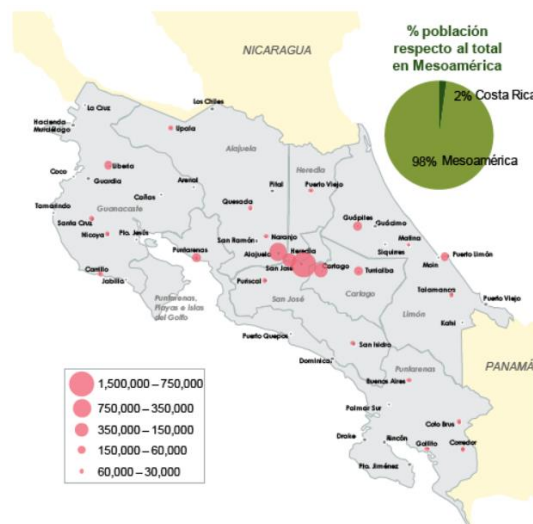 % población
respecto al total
en Mesoamérica
NICARAGUA
2% Costa Rica
98% Mesoamérica
La Cruz
Los Chiles
Hacienda
Murciélago
Upala
Alajuela
Heredia
Liberia
Coco
Guardia
Arenal
Pital
Puerto Viejo
Cañas
Tamarindo
Guanacaste
Quesada
Guápiles
Guácimo
Santa Cruz
Nicoya
Pto. Jesús
San Ramón
Naranjo
Matina
Siquirres
Puntarenas
Alajuela
Heredia
Puerto Limón
Moín
San José
Cartago
Turrialba
Carrillo
Jabilla
Puriscal
Talamanca
Puntarenas,
Playas e Islas
del Golfo
San José
Cartago
Limón
Puerto Viejo
Katsi
Puerto Quepos
San Isidro
Dominical
PANAMÁ
Puntarenas
Buenos Aires
1,500,000 – 750,000
750,000 – 350,000
350,000 – 150,000
150,000 – 60,000
60,000 – 30,000
Palmar Sur
Coto Brus
Drake
Rincón
Golfito
Corredor
Pto. Jiménez